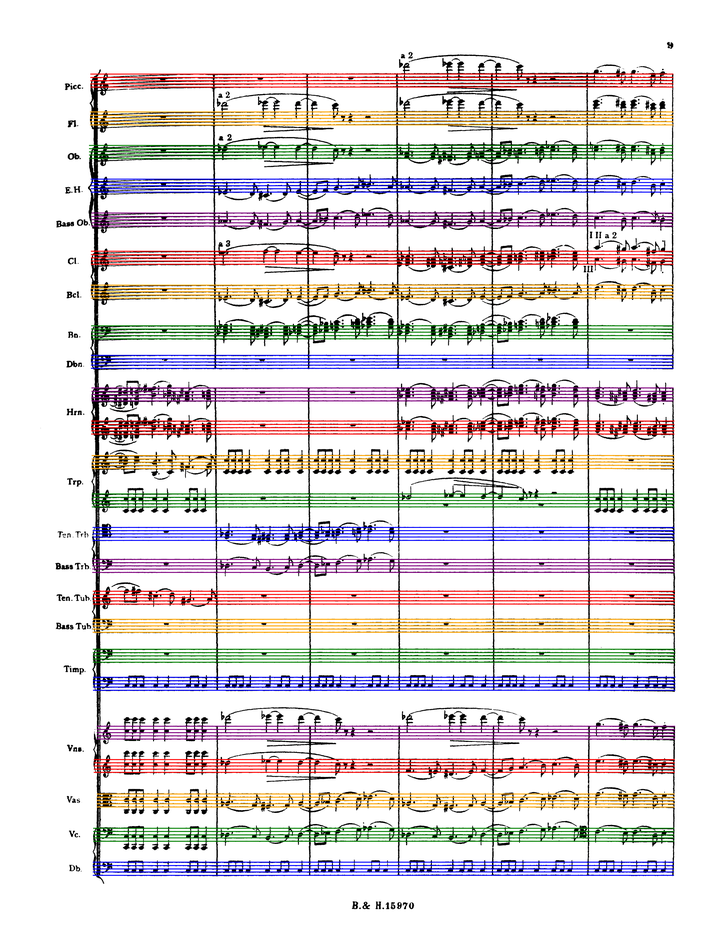 9
a 2
Picc.
a 2
Fl.
a 2
Ob.
E.H.
Bass Ob.
I II a 2
a 3
Cl.
III
Bcl.
Bn.
Dbn.
Hrn.
Trp.
Ten. Trb.
Bass Trb.
Ten. Tub.
Bass Tub.
Timp.
Vns.
Vas
Vc.
Db.
B. & H. 15970